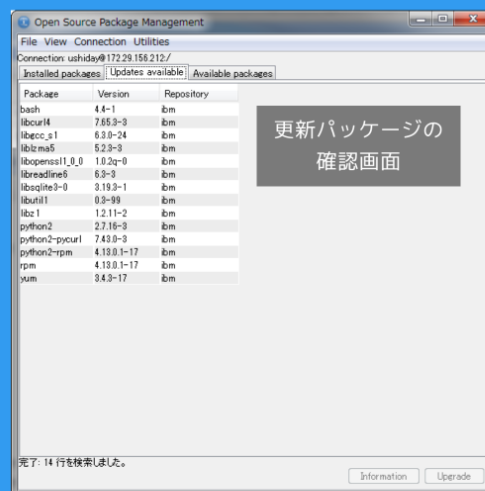 Open Source Package Management
File View Connection Utilities
Connection: ushiday@172.29.156.212:/
Installed packages Updates available Available packages
Package Version Repository
bash 4.4-1 ibm
libcurl4 7.65.3-3 ibm
libgcc_s1 6.3.0-24 ibm
liblzma5 5.2.3-3 ibm
libopenssl1_0_0 1.0.2q-0 ibm
libreadline6 6.3-3 ibm
libsqlite3-0 3.19.3-1 ibm
libutil1 0.3-99 ibm
libz1 1.2.11-2 ibm
python2 2.7.16-3 ibm
python2-pycurl 7.43.0-3 ibm
python2-rpm 4.13.0.1-17 ibm
rpm 4.13.0.1-17 ibm
yum 3.4.3-17 ibm
更新パッケージの
確認画面
完了: 14 行を検索しました。
Information Upgrade